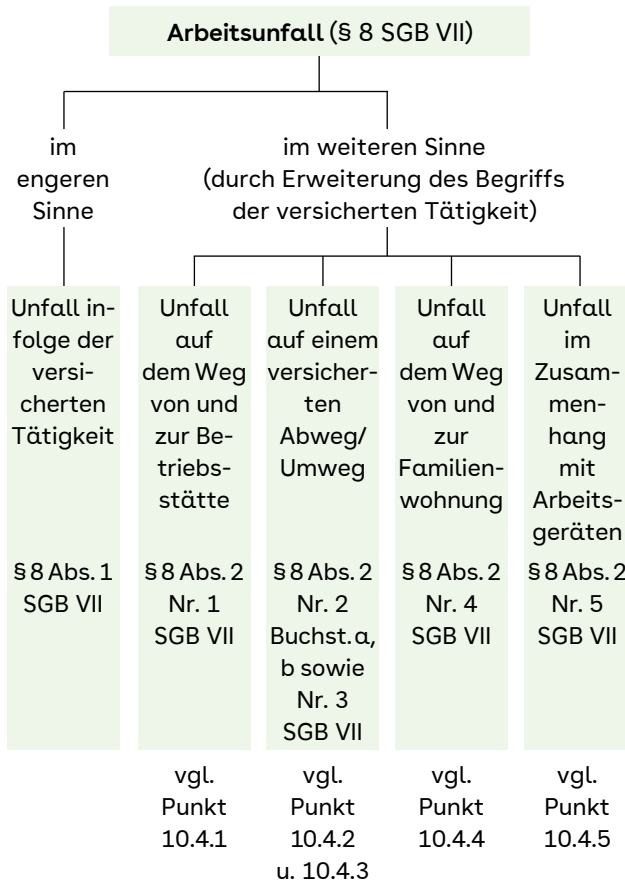 Arbeitsunfall (§ 8 SGB VII)
im
engeren
Sinne
im weiteren Sinne
(durch Erweiterung des Begriffs
der versicherten Tätigkeit)
Unfall in-
folge der
versi-
cherten
Tätigkeit
§ 8 Abs. 1
SGB VII
Unfall
auf
dem Weg
von und
zur Be-
triebs-
stätte
§ 8 Abs. 2
Nr. 1
SGB VII
vgl.
Punkt
10.4.1
Unfall
auf einem
versicher-
ten
Abweg/
Umweg
§ 8 Abs. 2
Nr. 2
Buchst. a,
b sowie
Nr. 3
SGB VII
vgl.
Punkt
10.4.2
u. 10.4.3
Unfall
auf
dem Weg
von und
zur
Familien-
wohnung
§ 8 Abs. 2
Nr. 4
SGB VII
vgl.
Punkt
10.4.4
Unfall
im
Zusam-
men-
hang
mit
Arbeits-
geräten
§ 8 Abs. 2
Nr. 5
SGB VII
vgl.
Punkt
10.4.5